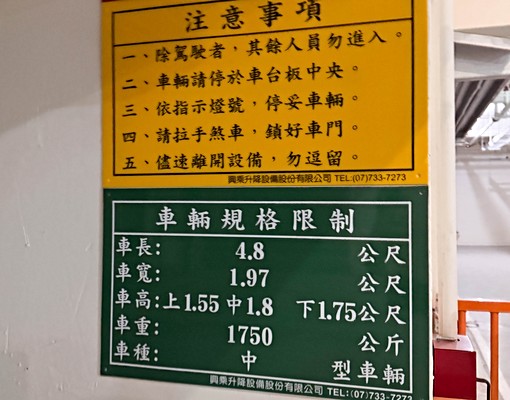 注意事項
一、除駕駛者，其餘人員勿進入。
二、車輛請停於車台板中央。
三、依指示燈號，停妥車輛。
四、請拉手煞車，鎖好車門。
五、儘速離開設備，勿逗留。
興乘升降設備股份有限公司 TEL:(07)733-7273
車輛規格限制
車長: 4.8 公尺
車寬: 1.97 公尺
車高:上1.55 中1.8 下1.75公尺
車重: 1750 公斤
車種: 中 型車輛
興乘升降設備股份有限公司 TEL:(07)733-7273